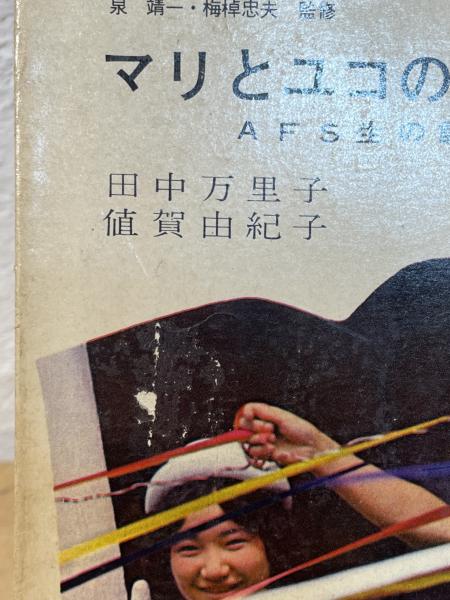 泉 靖一・梅棹忠夫 監修
マリとユコの
AFS生の
田中万里子
値賀由紀子